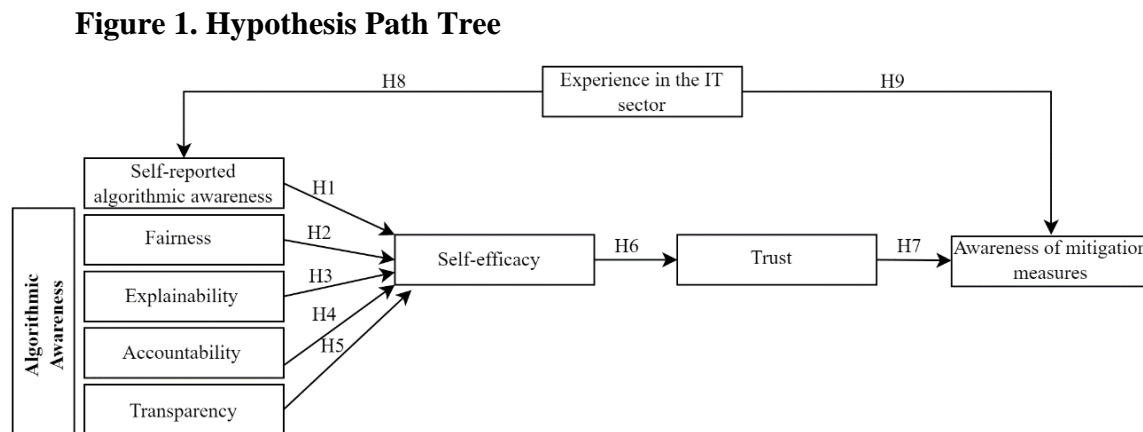 Figure 1. Hypothesis Path Tree
H8
Experience in the IT
sector
H9
Self-reported
algorithmic awareness
H1
Fairness
H2
Explainability
H3
Accountability
H4
Transparency
H5
Algorithmic
Awareness
Self-efficacy
H6
Trust
H7
Awareness of mitigation
measures